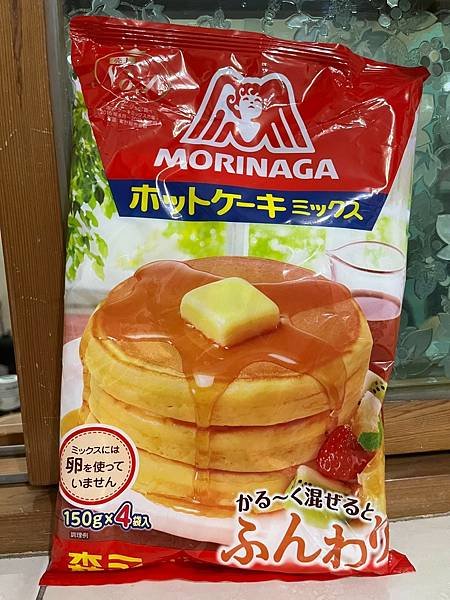 MORINAGA
ホットケーキミックス
ミックスには
卵を使って
いません
150g×4袋入
調理例
かる〜く混ぜると
ふんわり
森永